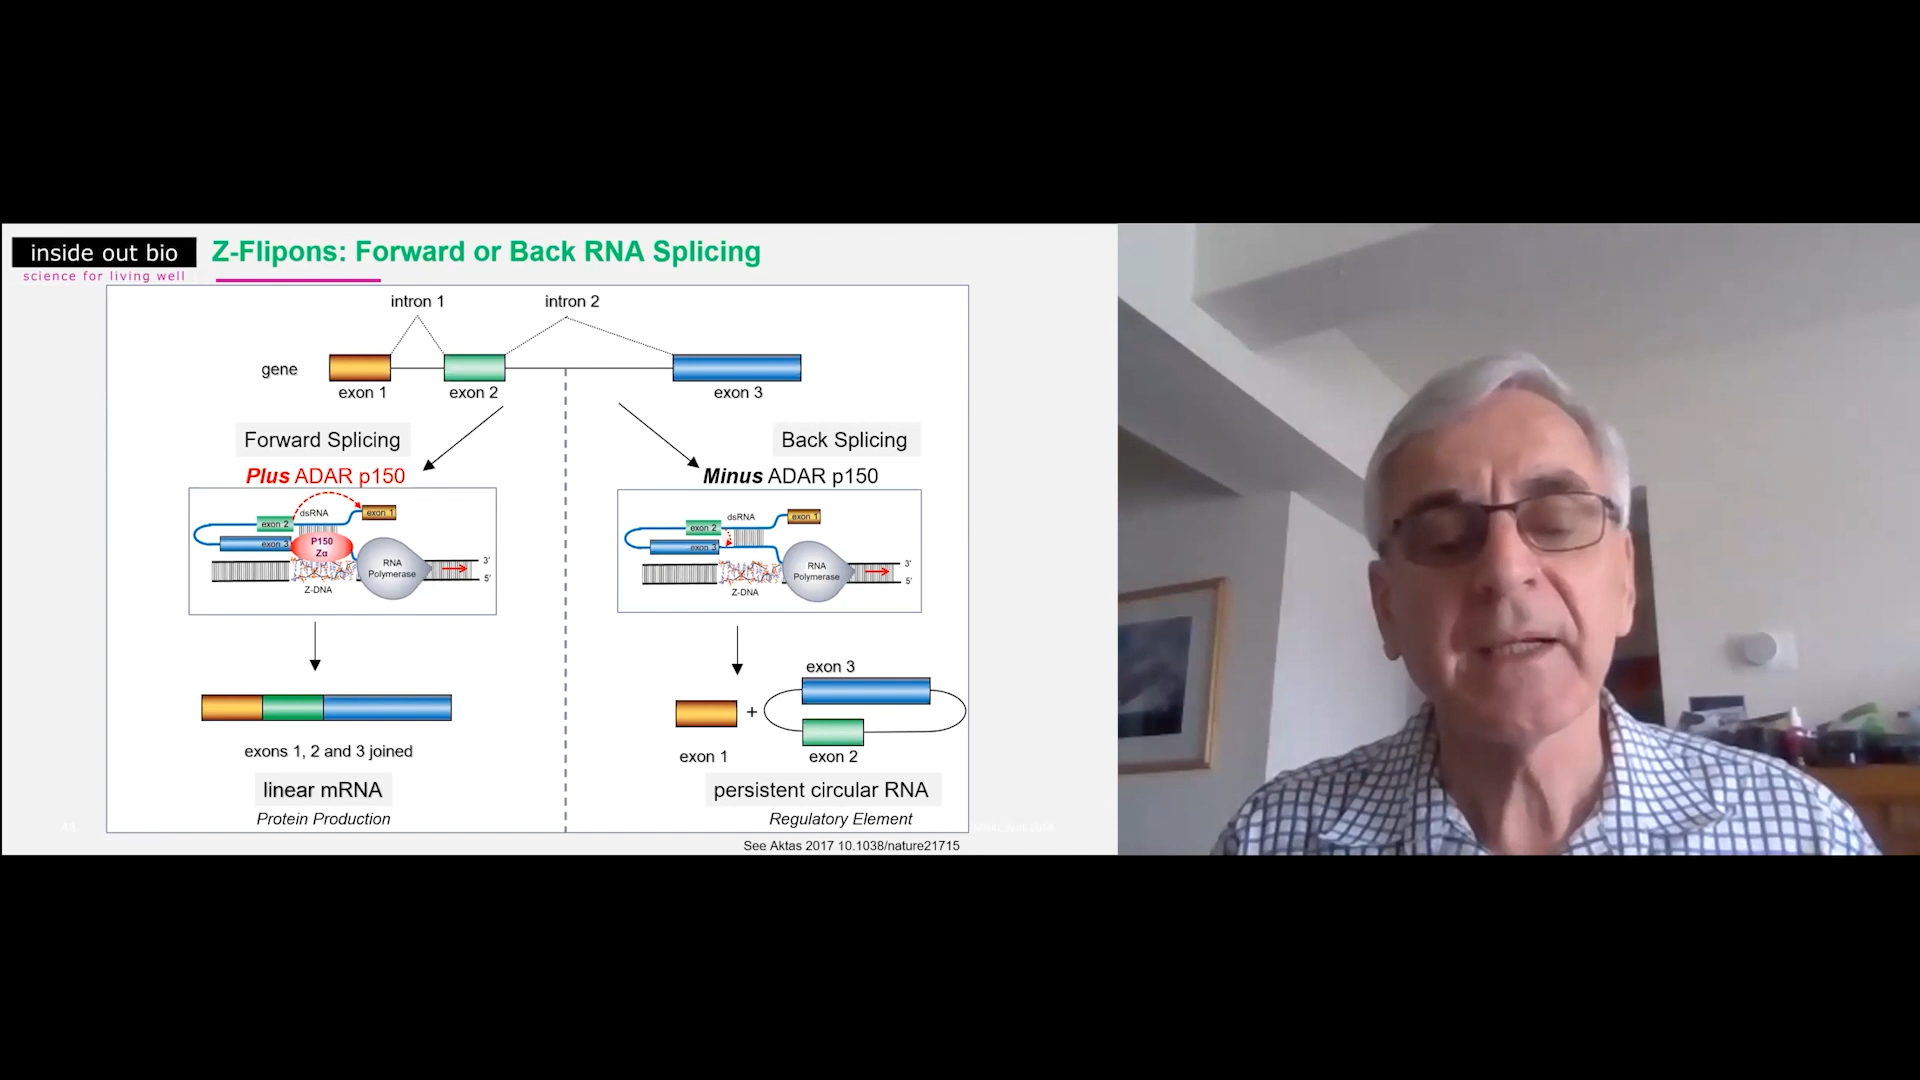 inside out bio
science for living well
Z-Flipons: Forward or Back RNA Splicing
intron 1
intron 2
gene
exon 1
exon 2
exon 3
Forward Splicing
Plus ADAR p150
exon 2
dsRNA
exon 1
exon 3
P150
Zα
RNA
Polymerase
3'
5'
Z-DNA
exons 1, 2 and 3 joined
linear mRNA
Protein Production
Back Splicing
Minus ADAR p150
exon 2
dsRNA
exon 1
exon 3
RNA
Polymerase
3'
5'
Z-DNA
exon 3
+
exon 1
exon 2
persistent circular RNA
Regulatory Element
See Aktas 2017 10.1038/nature21715